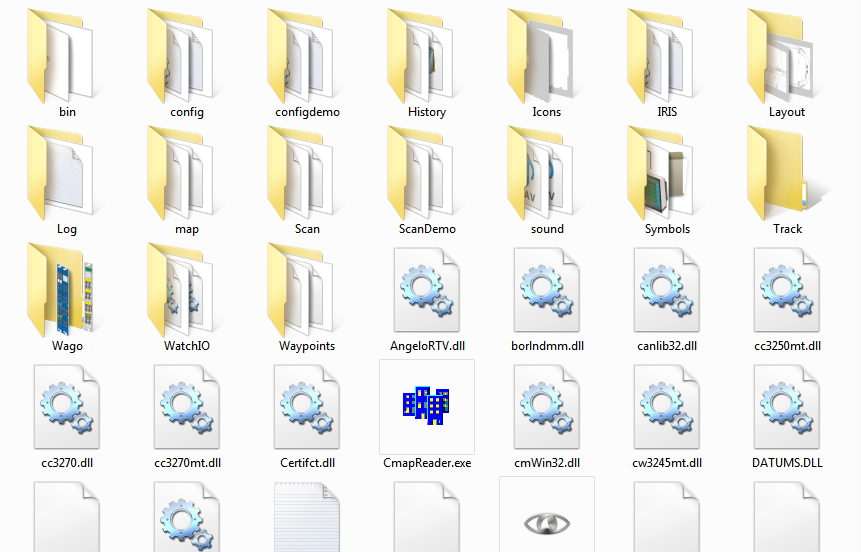 bin config configdemo History Icons IRIS Layout
Log map Scan ScanDemo sound Symbols Track
Wago WatchIO Waypoints AngeloRTV.dll borlndmm.dll canlib32.dll cc3250mt.dll
cc3270.dll cc3270mt.dll Certifct.dll CmapReader.exe cmWin32.dll cw3245mt.dll DATUMS.DLL